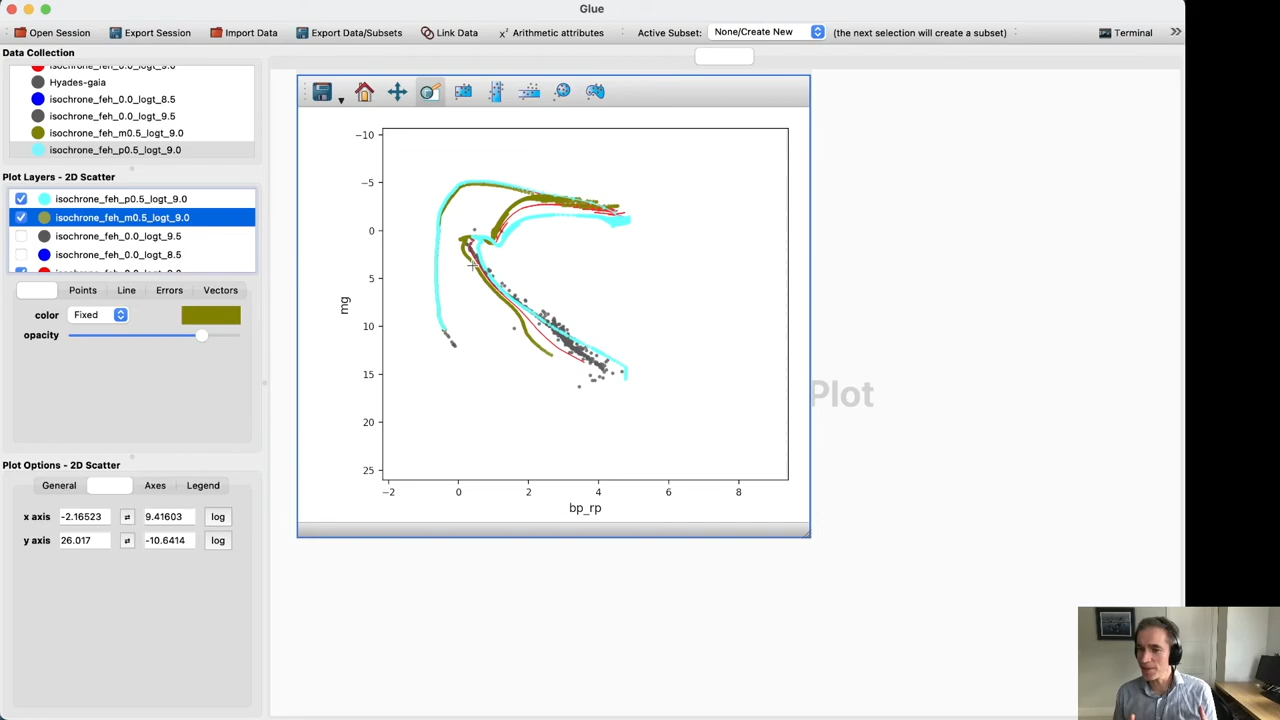 Glue
Open Session Export Session Import Data Export Data/Subsets Link Data x² Arithmetic attributes Active Subset: None/Create New (the next selection will create a subset) Terminal »
Data Collection
isochrone_feh_0.0_logt_9.0
Hyades-gaia
isochrone_feh_0.0_logt_8.5
isochrone_feh_0.0_logt_9.5
isochrone_feh_m0.5_logt_9.0
isochrone_feh_p0.5_logt_9.0
Plot Layers - 2D Scatter
isochrone_feh_p0.5_logt_9.0
isochrone_feh_m0.5_logt_9.0
isochrone_feh_0.0_logt_9.5
isochrone_feh_0.0_logt_8.5
Points Line Errors Vectors
color Fixed
opacity
Plot Options - 2D Scatter
General Axes Legend
x axis -2.16523 9.41603 log
y axis 26.017 -10.6414 log
−10
−5
0
5
10
15
20
25
mg
−2 0 2 4 6 8
bp_rp
Plot